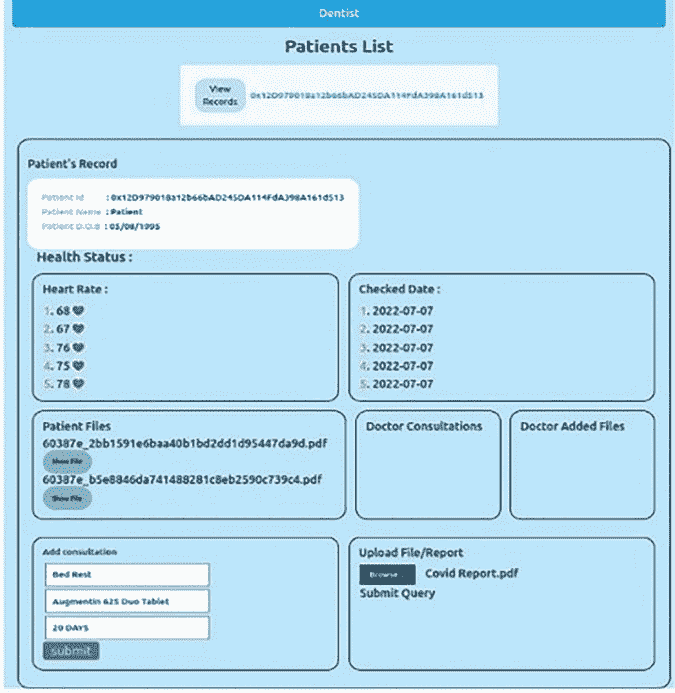 Dentist
Patients List
View Records
0x12D979018a12b66bAD245DA114FdA398A161d513
Patient's Record
Patient Id : 0x12D979018a12b66bAD245DA114FdA398A161d513
Patient Name : Patient
Patient D.O.B : 05/08/1995
Health Status :
Heart Rate :
1. 68
2. 67
3. 76
4. 75
5. 78
Checked Date :
1. 2022-07-07
2. 2022-07-07
3. 2022-07-07
4. 2022-07-07
5. 2022-07-07
Patient Files
60387e_2bb1591e6baa40b1bd2dd1d95447da9d.pdf
Show File
60387e_b5e8846da741488281c8eb2590c739c4.pdf
Show File
Doctor Consultations
Doctor Added Files
Add consultation
Bed Rest
Augmentin 625 Duo Tablet
20 DAYS
submit
Upload File/Report
Browse... Covid Report.pdf
Submit Query